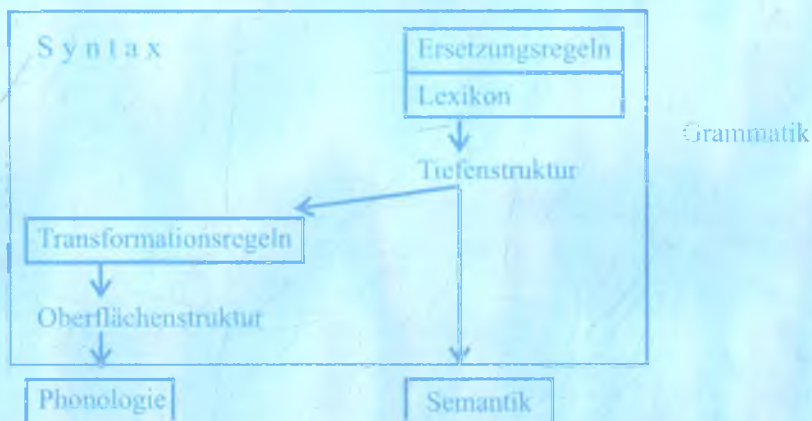 Syntax
Ersetzungsregeln
Lexikon
Grammatik
Tiefenstruktur
Transformationsregeln
Oberflächenstruktur
Phonologie
Semantik